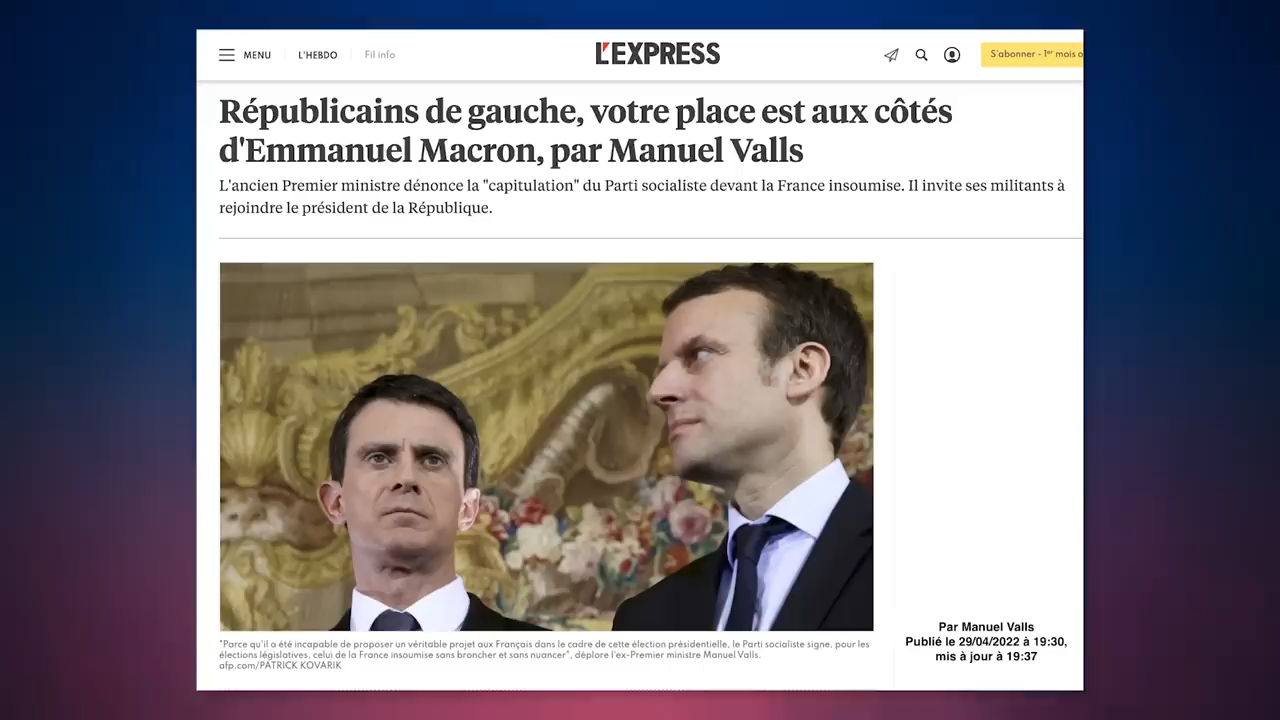 MENU
L'HEBDO
Fil info
L'EXPRESS
S'abonner - 1er mois o
Républicains de gauche, votre place est aux côtés
d'Emmanuel Macron, par Manuel Valls
L'ancien Premier ministre dénonce la "capitulation" du Parti socialiste devant la France insoumise. Il invite ses militants à
rejoindre le président de la République.
"Parce qu'il a été incapable de proposer un véritable projet aux Français dans le cadre de cette élection présidentielle, le Parti socialiste signe, pour les
élections législatives, celui de la France insoumise sans broncher et sans nuancer", déplore l'ex-Premier ministre Manuel Valls.
afp.com/PATRICK KOVARIK
Par Manuel Valls
Publié le 29/04/2022 à 19:30,
mis à jour à 19:37